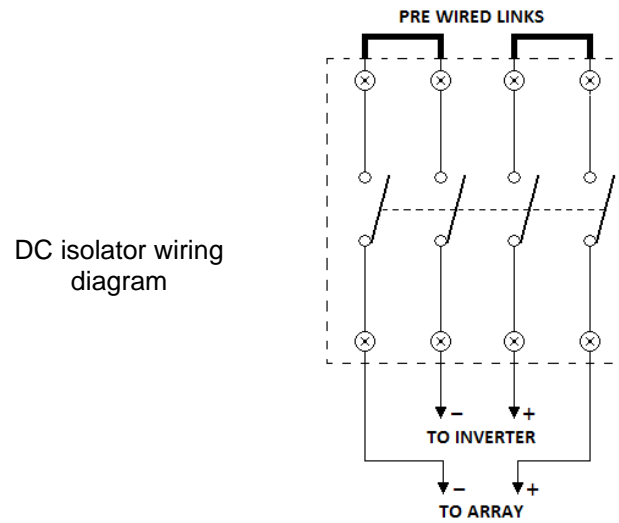 PRE WIRED LINKS
DC isolator wiring
diagram
− +
TO INVERTER
− +
TO ARRAY